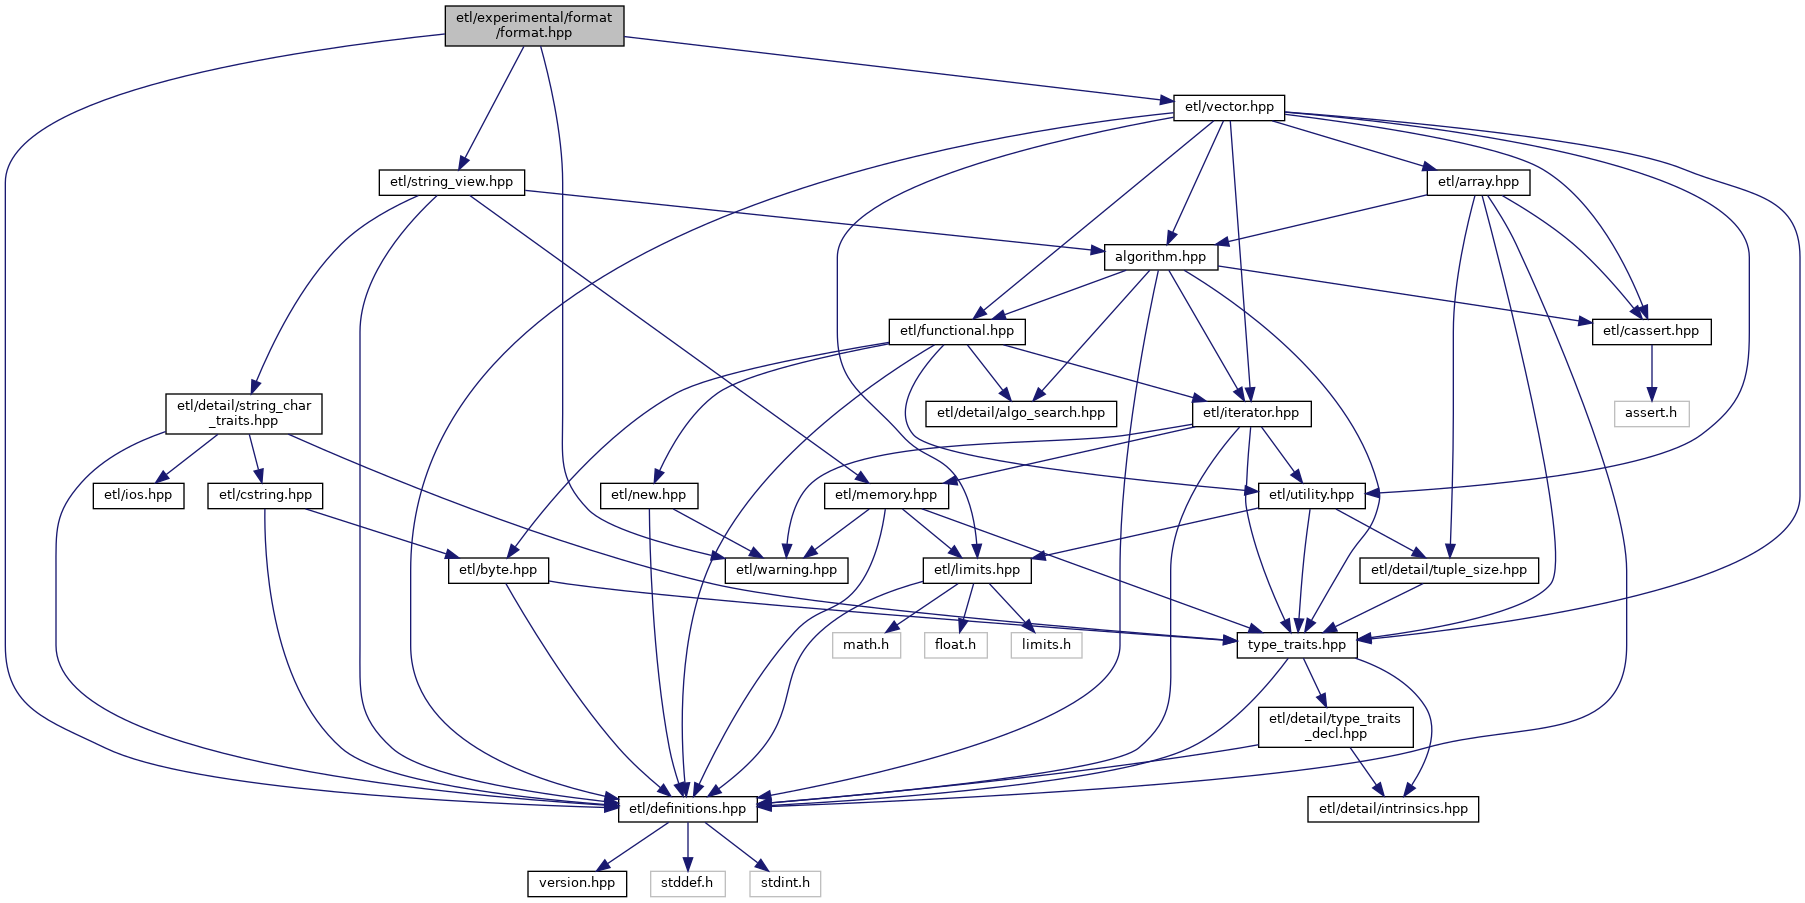 etl/experimental/format
/format.hpp
etl/vector.hpp
etl/string_view.hpp
etl/array.hpp
algorithm.hpp
etl/functional.hpp
etl/cassert.hpp
etl/detail/string_char
_traits.hpp
etl/detail/algo_search.hpp
etl/iterator.hpp
assert.h
etl/ios.hpp
etl/cstring.hpp
etl/new.hpp
etl/memory.hpp
etl/utility.hpp
etl/byte.hpp
etl/warning.hpp
etl/limits.hpp
etl/detail/tuple_size.hpp
math.h
float.h
limits.h
type_traits.hpp
etl/detail/type_traits
_decl.hpp
etl/definitions.hpp
etl/detail/intrinsics.hpp
version.hpp
stddef.h
stdint.h